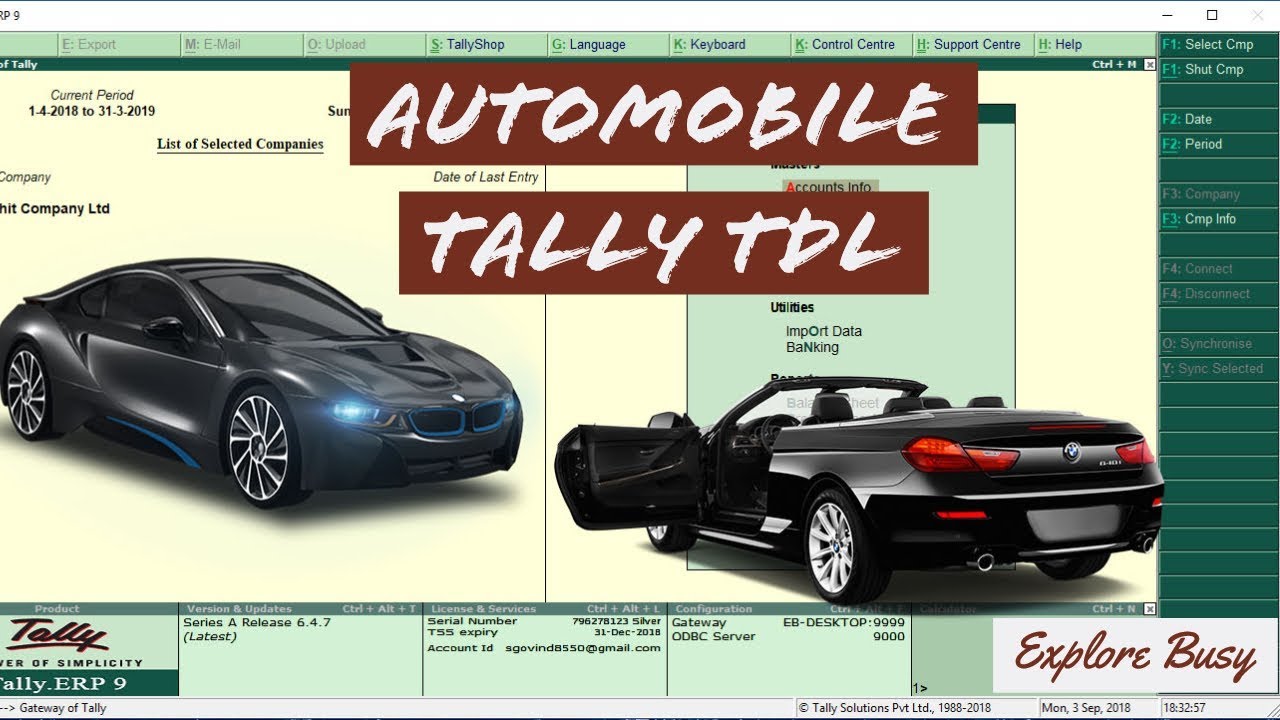 RP 9
E: Export
M: E-Mail
O: Upload
S: TallyShop
G: Language
K: Keyboard
K: Control Centre
H: Support Centre
H: Help
of Tally
Ctrl + M
Current Period
1-4-2018 to 31-3-2019
Sun
List of Selected Companies
Company
Date of Last Entry
hit Company Ltd
AUTOMOBILE
TALLY TDL
Masters
Accounts Info
Utilities
ImpOrt Data
BaNking
Reports
Balance Sheet
640i
F1: Select Cmp
F1: Shut Cmp
F2: Date
F2: Period
F3: Company
F3: Cmp Info
F4: Connect
F4: Disconnect
O: Synchronise
Y: Sync Selected
Product
Tally
WER OF SIMPLICITY
Tally.ERP 9
Version & Updates Ctrl + Alt + T
Series A Release 6.4.7
(Latest)
License & Services Ctrl + Alt + L
Serial Number 796278123 Silver
TSS expiry 31-Dec-2018
Account Id sgovind8550@gmail.com
Configuration Ctrl + Alt + F
Gateway EB-DESKTOP:9999
ODBC Server 9000
Calculator Ctrl + N
1>
Explore Busy
--> Gateway of Tally
© Tally Solutions Pvt Ltd., 1988-2018
Mon, 3 Sep, 2018
18:32:57